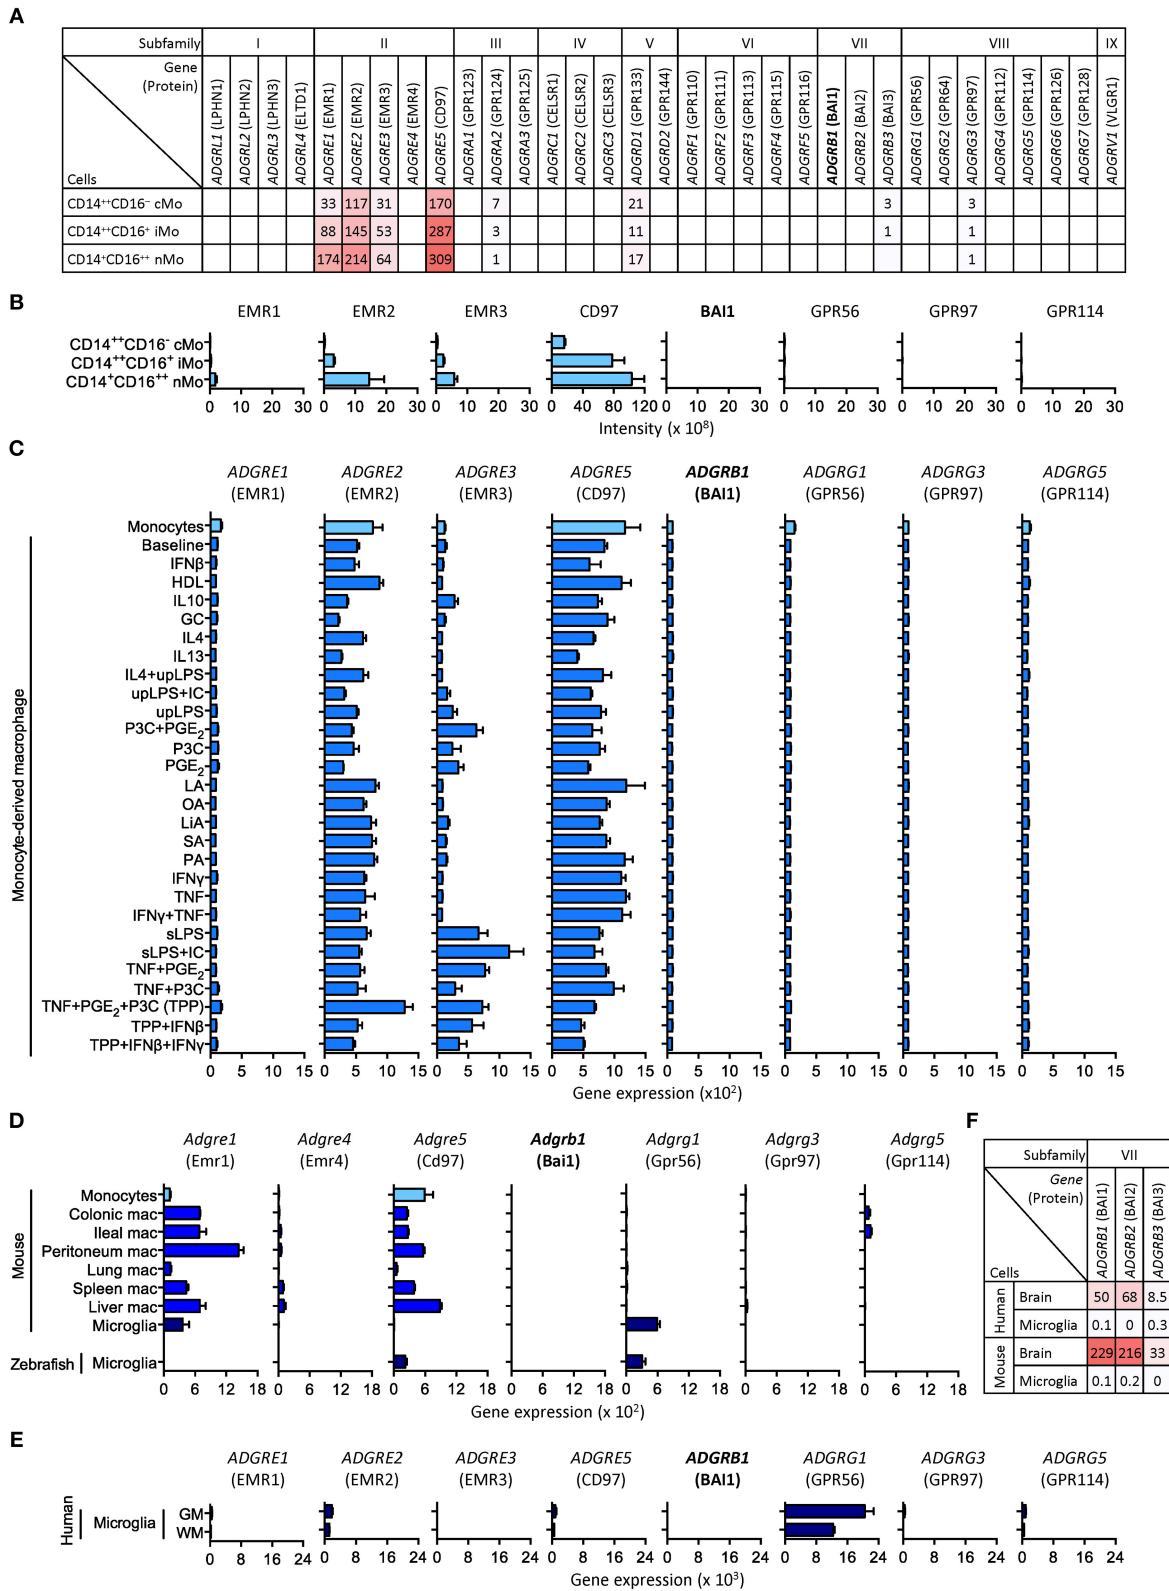 A
Subfamily I II III IV V VI VII VIII IX
Gene (Protein)
Cells
ADGRL1 (LPHN1)
ADGRL2 (LPHN2)
ADGRL3 (LPHN3)
ADGRL4 (ELTD1)
ADGRE1 (EMR1)
ADGRE2 (EMR2)
ADGRE3 (EMR3)
ADGRE4 (EMR4)
ADGRE5 (CD97)
ADGRA1 (GPR123)
ADGRA2 (GPR124)
ADGRA3 (GPR125)
ADGRC1 (CELSR1)
ADGRC2 (CELSR2)
ADGRC3 (CELSR3)
ADGRD1 (GPR133)
ADGRD2 (GPR144)
ADGRF1 (GPR110)
ADGRF2 (GPR111)
ADGRF3 (GPR113)
ADGRF4 (GPR115)
ADGRF5 (GPR116)
ADGRB1 (BAI1)
ADGRB2 (BAI2)
ADGRB3 (BAI3)
ADGRG1 (GPR56)
ADGRG2 (GPR64)
ADGRG3 (GPR97)
ADGRG4 (GPR112)
ADGRG5 (GPR114)
ADGRG6 (GPR126)
ADGRG7 (GPR128)
ADGRV1 (VLGR1)
CD14⁺⁺CD16⁻ cMo 33 117 31 170 7 21 3 3
CD14⁺⁺CD16⁺ iMo 88 145 53 287 3 11 1 1
CD14⁺CD16⁺⁺ nMo 174 214 64 309 1 17 1
B
EMR1 EMR2 EMR3 CD97 BAI1 GPR56 GPR97 GPR114
CD14⁺⁺CD16⁻ cMo
CD14⁺⁺CD16⁺ iMo
CD14⁺CD16⁺⁺ nMo
0 10 20 30 0 10 20 30 0 10 20 30 0 40 80 120 0 10 20 30 0 10 20 30 0 10 20 30 0 10 20 30
Intensity (x 10⁸)
C
ADGRE1 ADGRE2 ADGRE3 ADGRE5 ADGRB1 ADGRG1 ADGRG3 ADGRG5
(EMR1) (EMR2) (EMR3) (CD97) (BAI1) (GPR56) (GPR97) (GPR114)
Monocyte-derived macrophage
Monocytes
Baseline
IFNβ
HDL
IL10
GC
IL4
IL13
IL4+upLPS
upLPS+IC
upLPS
P3C+PGE₂
P3C
PGE₂
LA
OA
LiA
SA
PA
IFNγ
TNF
IFNγ+TNF
sLPS
sLPS+IC
TNF+PGE₂
TNF+P3C
TNF+PGE₂+P3C (TPP)
TPP+IFNβ
TPP+IFNβ+IFNγ
0 5 10 15 0 5 10 15 0 5 10 15 0 5 10 15 0 5 10 15 0 5 10 15 0 5 10 15 0 5 10 15
Gene expression (x10²)
D
Adgre1 Adgre4 Adgre5 Adgrb1 Adgrg1 Adgrg3 Adgrg5
(Emr1) (Emr4) (Cd97) (Bai1) (Gpr56) (Gpr97) (Gpr114)
Mouse
Monocytes
Colonic mac
Ileal mac
Peritoneum mac
Lung mac
Spleen mac
Liver mac
Microglia
Zebrafish Microglia
0 6 12 18 0 6 12 18 0 6 12 18 0 6 12 18 0 6 12 18 0 6 12 18 0 6 12 18
Gene expression (x 10²)
F
Subfamily VII
Gene (Protein)
Cells
ADGRB1 (BAI1)
ADGRB2 (BAI2)
ADGRB3 (BAI3)
Human
Brain 50 68 8.5
Microglia 0.1 0 0.3
Mouse
Brain 229 216 33
Microglia 0.1 0.2 0
E
ADGRE1 ADGRE2 ADGRE3 ADGRE5 ADGRB1 ADGRG1 ADGRG3 ADGRG5
(EMR1) (EMR2) (EMR3) (CD97) (BAI1) (GPR56) (GPR97) (GPR114)
Human
Microglia
GM
WM
0 8 16 24 0 8 16 24 0 8 16 24 0 8 16 24 0 8 16 24 0 8 16 24 0 8 16 24 0 8 16 24
Gene expression (x 10³)